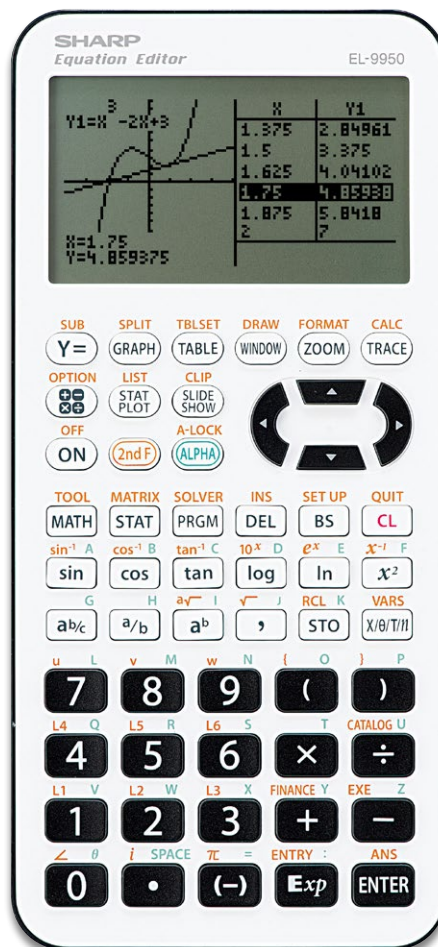 SHARP
Equation Editor EL-9950
Y1=X³-2X+3
X Y1
1.375 2.84961
1.5 3.375
1.625 4.04102
1.75 4.85938
1.875 5.8418
2 7
X=1.75
Y=4.859375
SUB SPLIT TBLSET DRAW FORMAT CALC
Y= GRAPH TABLE WINDOW ZOOM TRACE
OPTION LIST CLIP
STAT PLOT SLIDE SHOW
OFF A-LOCK
ON 2nd F ALPHA
TOOL MATRIX SOLVER INS SET UP QUIT
MATH STAT PRGM DEL BS CL
sin⁻¹ A cos⁻¹ B tan⁻¹ C 10ˣ D eˣ E x⁻¹ F
sin cos tan log ln x²
G H a√ I √ J RCL K VARS
ab/c a/b aᵇ , STO X/θ/T/n
u L v M w N { O } P
7 8 9 ( )
L4 Q L5 R L6 S T CATALOG U
4 5 6 × ÷
L1 V L2 W L3 X FINANCE Y EXE Z
1 2 3 + −
∠ θ i SPACE π = ENTRY : ANS
0 • (−) Exp ENTER